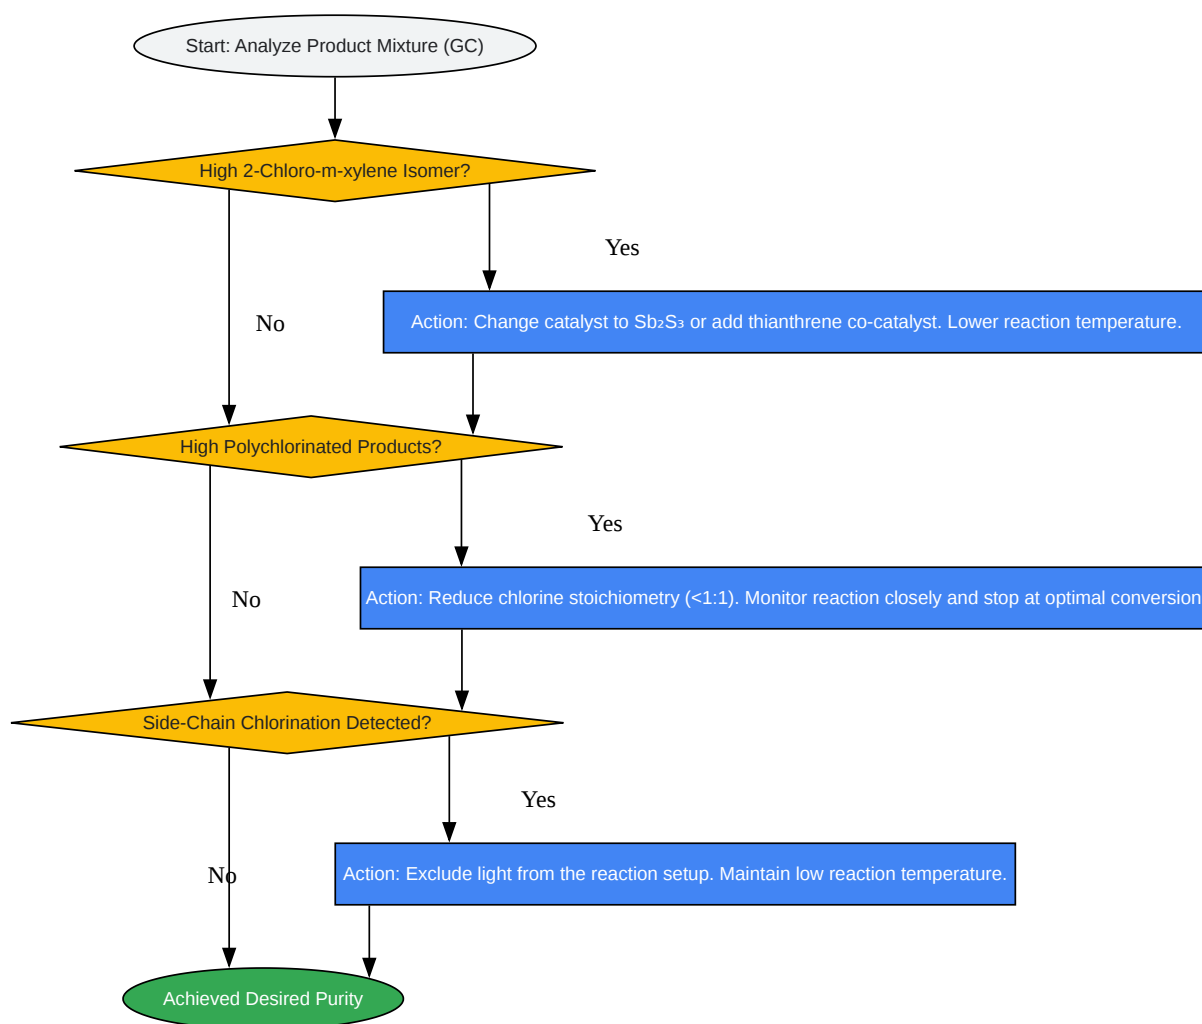 Start: Analyze Product Mixture (GC)
High 2-Chloro-m-xylene Isomer?
Yes
Action: Change catalyst to Sb₂S₃ or add thianthrene co-catalyst. Lower reaction temperature.
No
High Polychlorinated Products?
Yes
Action: Reduce chlorine stoichiometry (<1:1). Monitor reaction closely and stop at optimal conversion
No
Side-Chain Chlorination Detected?
Yes
Action: Exclude light from the reaction setup. Maintain low reaction temperature.
No
Achieved Desired Purity